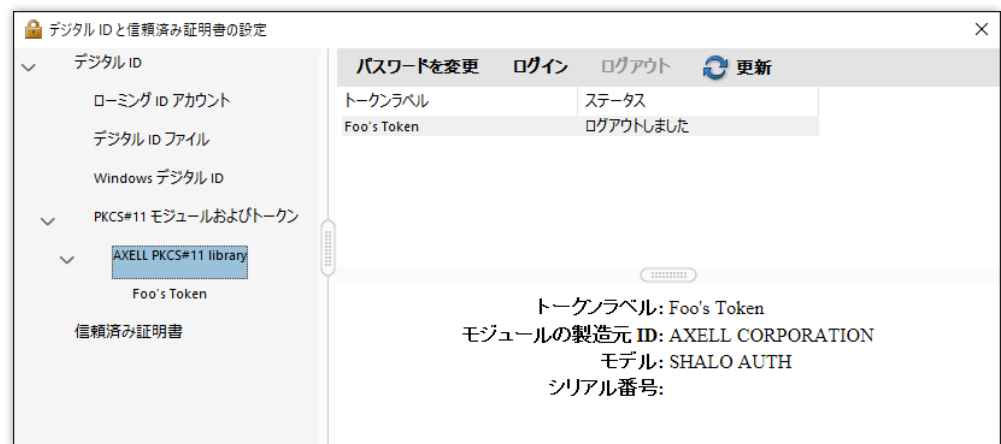 デジタル IDと信頼済み証明書の設定
デジタル ID
ローミング ID アカウント
デジタル ID ファイル
Windows デジタル ID
PKCS#11 モジュールおよびトークン
AXELL PKCS#11 library
Foo's Token
信頼済み証明書
パスワードを変更 ログイン ログアウト 更新
トークンラベル ステータス
Foo's Token ログアウトしました
トークンラベル: Foo's Token
モジュールの製造元 ID: AXELL CORPORATION
モデル: SHALO AUTH
シリアル番号: